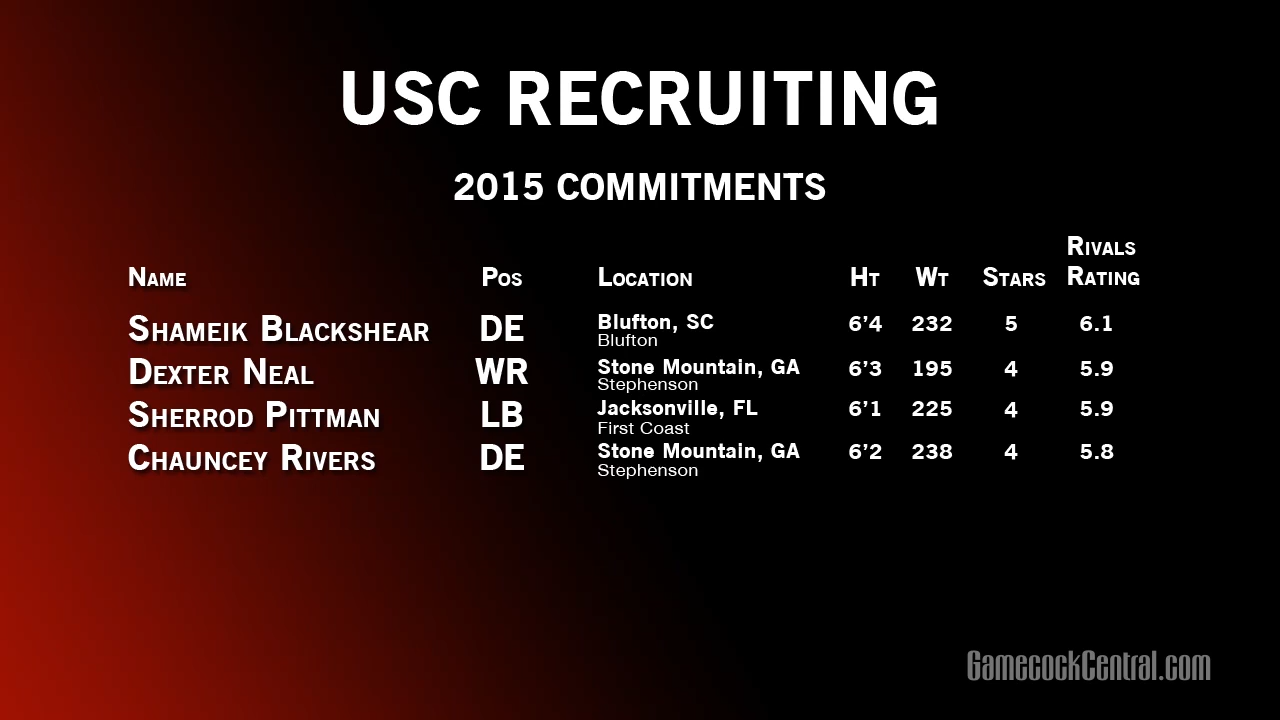 USC RECRUITING
2015 COMMITMENTS
Name Pos Location Ht Wt Stars Rivals Rating
Shameik Blackshear DE Blufton, SC 6’4 232 5 6.1
Blufton
Dexter Neal WR Stone Mountain, GA 6’3 195 4 5.9
Stephenson
Sherrod Pittman LB Jacksonville, FL 6’1 225 4 5.9
First Coast
Chauncey Rivers DE Stone Mountain, GA 6’2 238 4 5.8
Stephenson
GamecockCentral.com